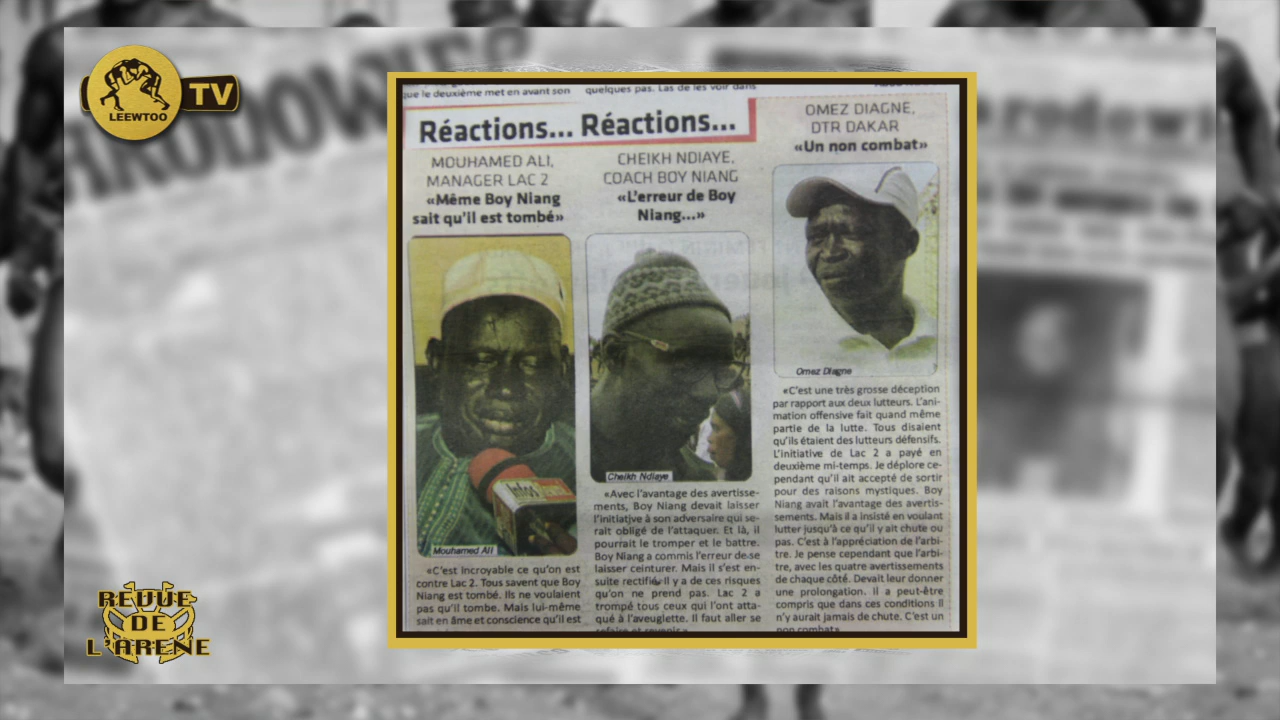 LEEWTOO
TV
que le deuxième met en avant son
quelques pas. Las de les voir dans
Réactions... Réactions...
MOUHAMED ALI,
MANAGER LAC 2
«Même Boy Niang
sait qu'il est tombé»
Mouhamed Ali
«C'est incroyable ce qu'on est
contre Lac 2. Tous savent que Boy
Niang est tombé. Ils ne voulaient
pas qu'il tombe. Mais lui-même
sait en âme et conscience qu'il est
CHEIKH NDIAYE,
COACH BOY NIANG
«L'erreur de Boy
Niang...»
Infos
Cheikh Ndiaye
«Avec l'avantage des avertisse-
ments, Boy Niang devait laisser
l'initiative à son adversaire qui se-
rait obligé de l'attaquer. Et là, il
pourrait le tromper et le battre.
Boy Niang a commis l'erreur de se
laisser ceinturer. Mais il s'est en-
suite rectifié. Il y a de ces risques
qu'on ne prend pas. Lac 2 a
trompé tous ceux qui l'ont atta-
qué à l'aveuglette. Il faut aller se
refaire et revenir.»
OMEZ DIAGNE,
DTR DAKAR
«Un non combat»
Omez Diagne
«C'est une très grosse déception
par rapport aux deux lutteurs. L'ani-
mation offensive fait quand même
partie de la lutte. Tous disaient
qu'ils étaient des lutteurs défensifs.
L'initiative de Lac 2 a payé en
deuxième mi-temps. Je déplore ce-
pendant qu'il ait accepté de sortir
pour des raisons mystiques. Boy
Niang avait l'avantage des avertis-
sements. Mais il a insisté en voulant
lutter jusqu'à ce qu'il y ait chute ou
pas. C'est à l'appréciation de l'arbi-
tre. Je pense cependant que l'arbi-
tre, avec les quatre avertissements
de chaque côté. Devait leur donner
une prolongation. Il a peut-être
compris que dans ces conditions il
n'y aurait jamais de chute. C'est un
non combat»
REVUE
DE
L'ARENE